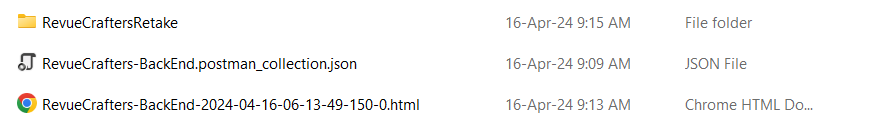 RevueCraftersRetake 16-Apr-24 9:15 AM File folder
RevueCrafters-BackEnd.postman_collection.json 16-Apr-24 9:09 AM JSON File
RevueCrafters-BackEnd-2024-04-16-06-13-49-150-0.html 16-Apr-24 9:13 AM Chrome HTML Do...